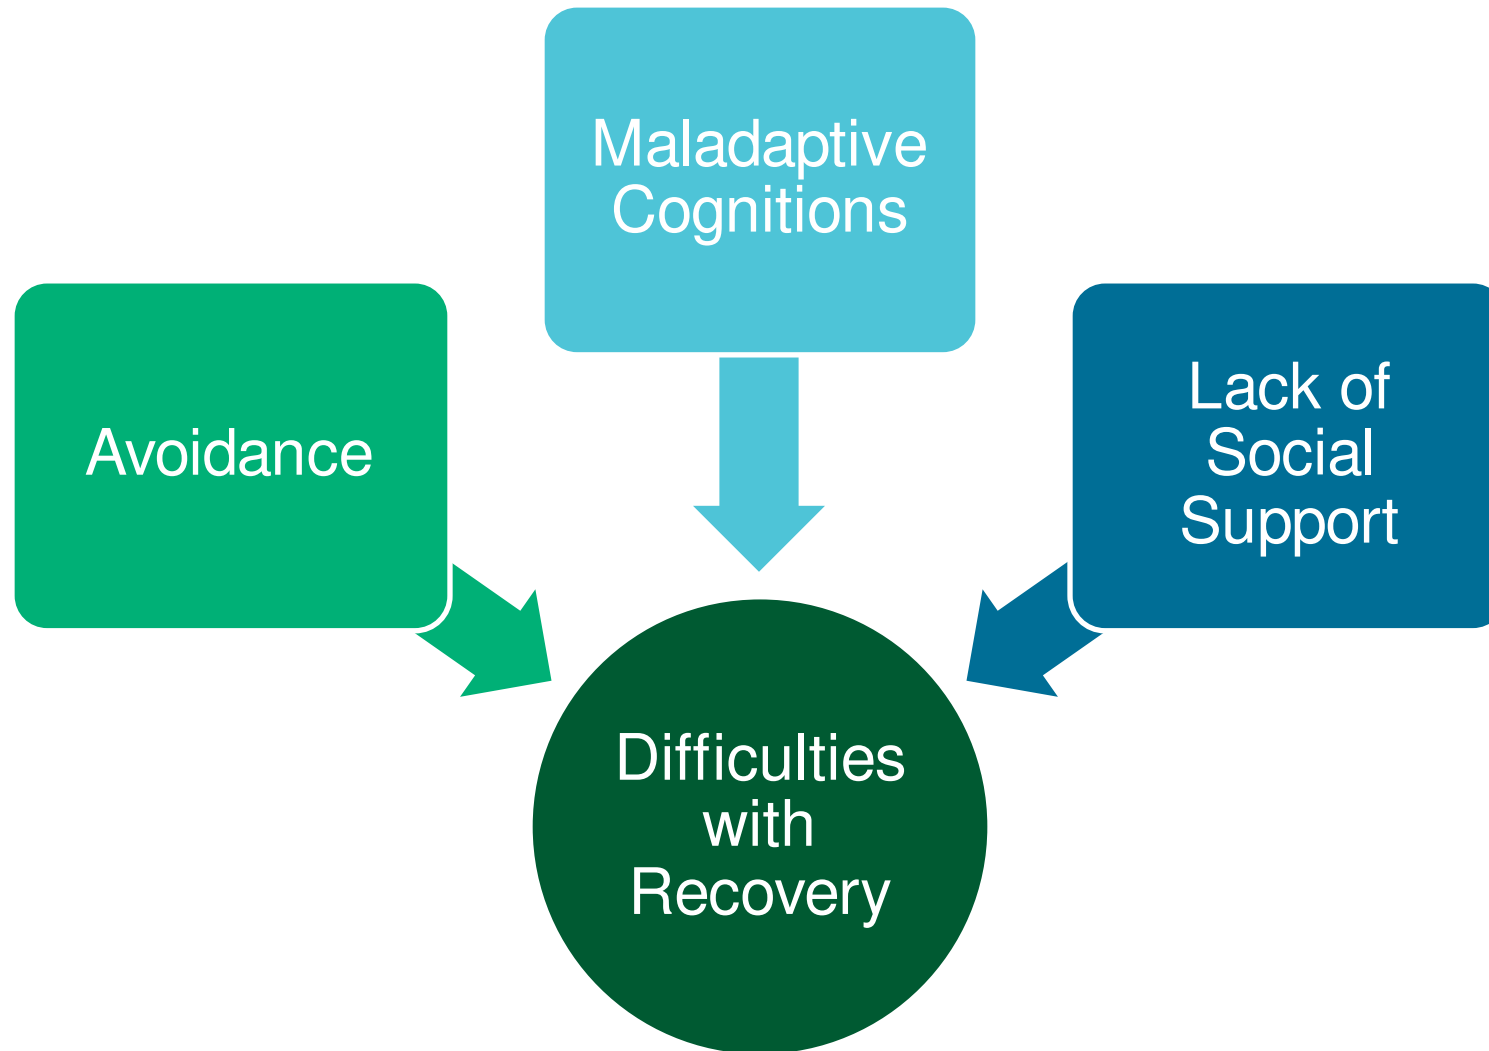 Maladaptive
Cognitions
Avoidance
Lack of
Social
Support
Difficulties
with
Recovery